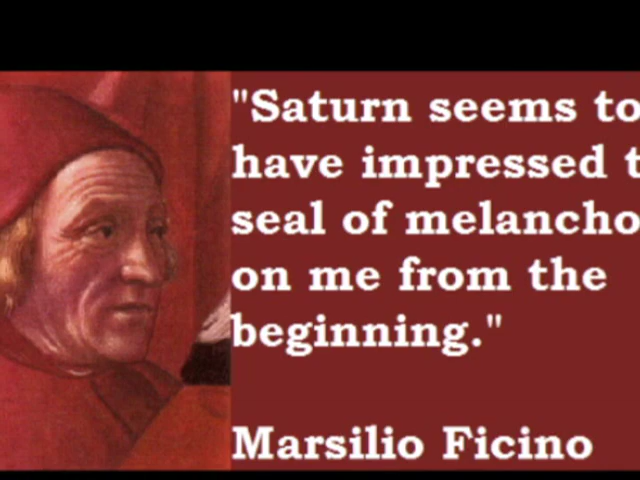 "Saturn seems to
have impressed t
seal of melancho
on me from the
beginning."
Marsilio Ficino